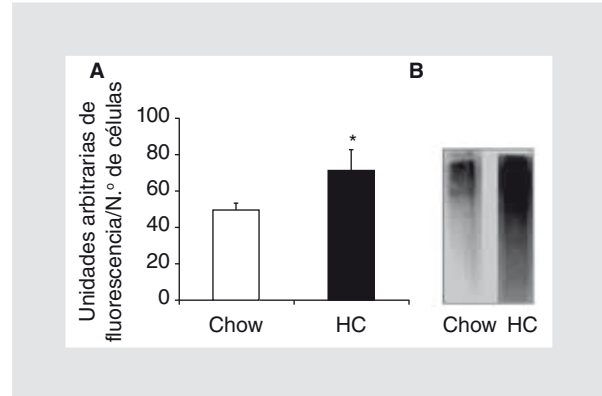 A
B
Unidades arbitrarias de
fluorescencia/N.º de células
100
80
60
40
20
0
*
Chow
HC
Chow HC